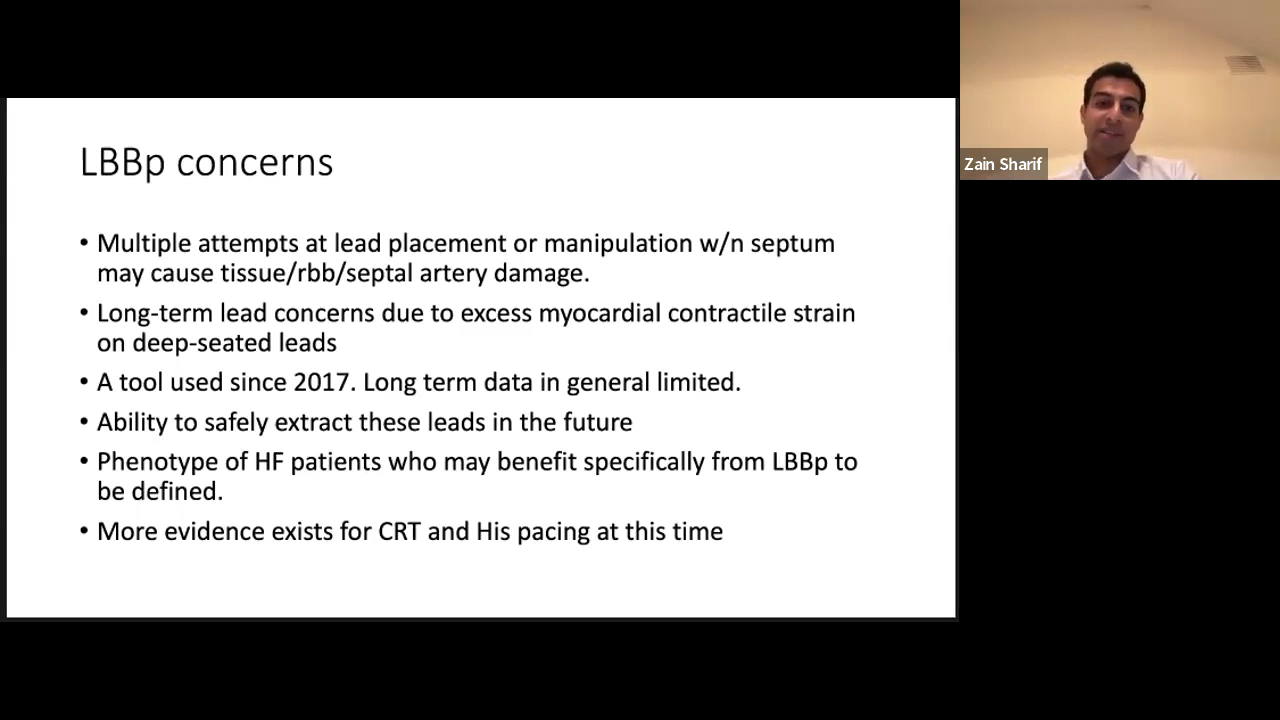 LBBp concerns
• Multiple attempts at lead placement or manipulation w/n septum
may cause tissue/rbb/septal artery damage.
• Long-term lead concerns due to excess myocardial contractile strain
on deep-seated leads
• A tool used since 2017. Long term data in general limited.
• Ability to safely extract these leads in the future
• Phenotype of HF patients who may benefit specifically from LBBp to
be defined.
• More evidence exists for CRT and His pacing at this time
Zain Sharif